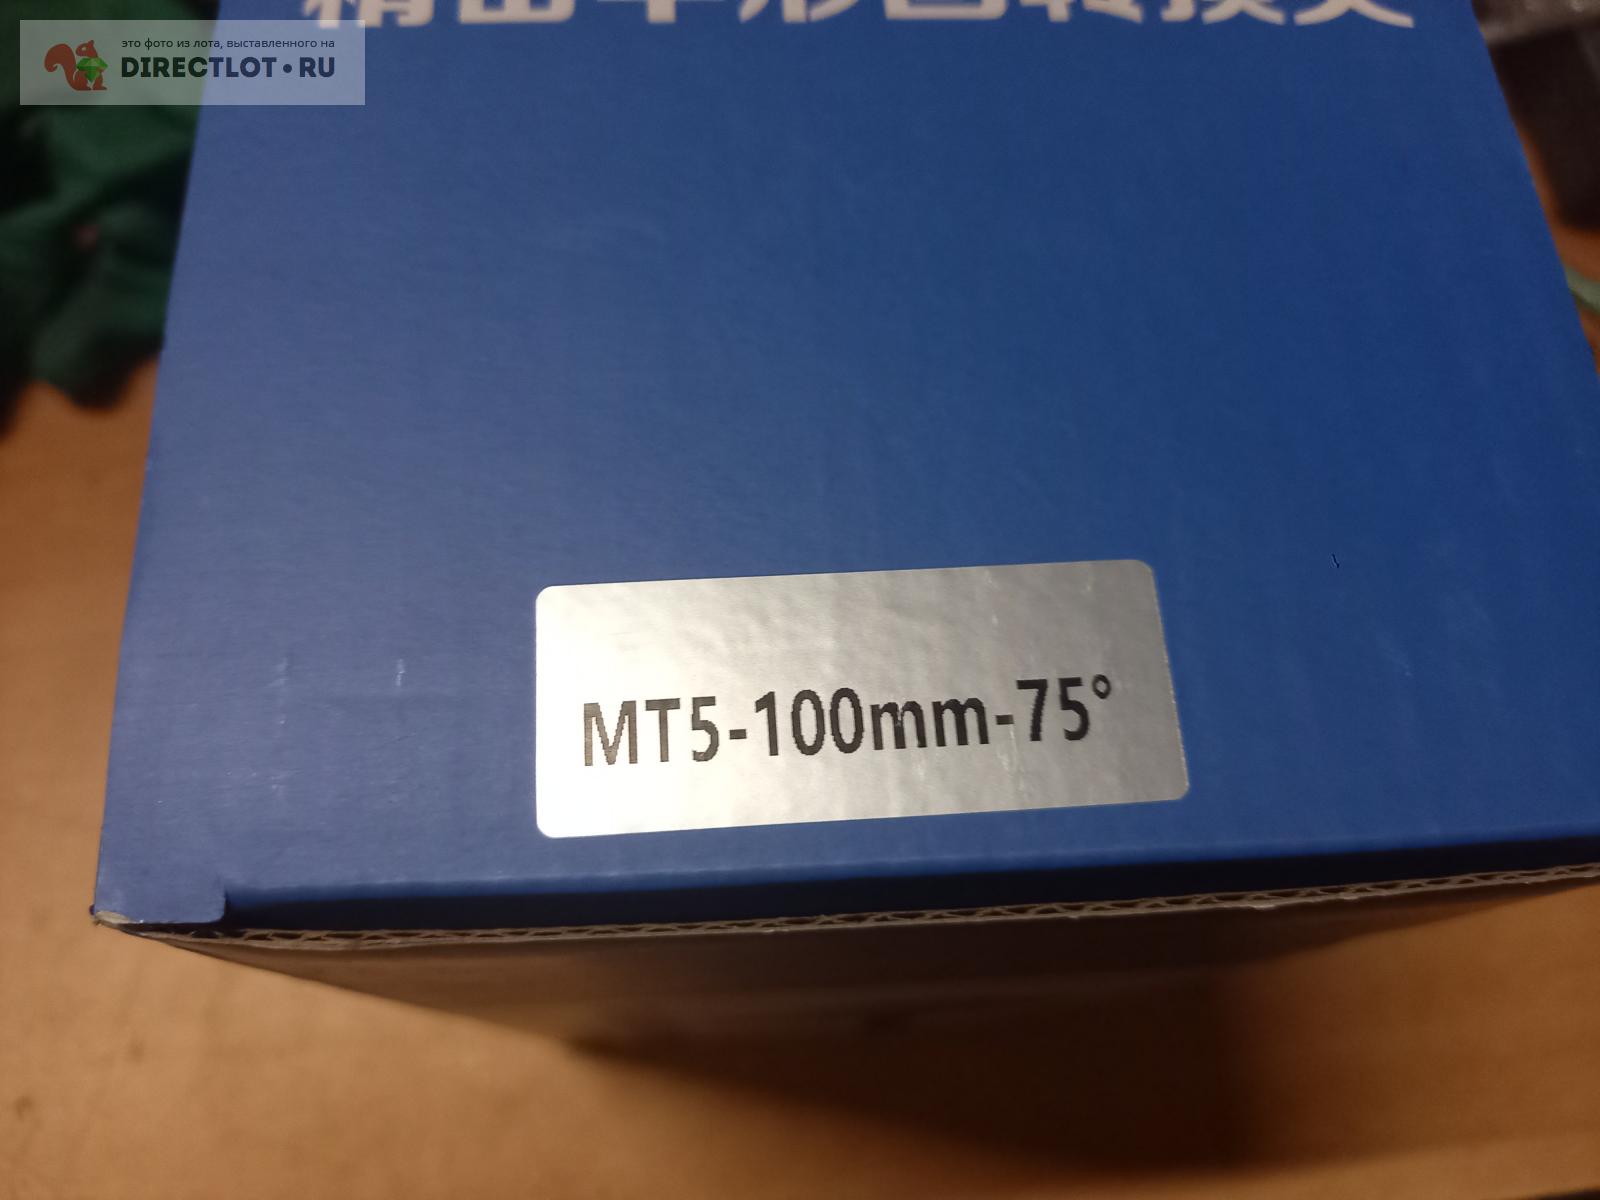 это фото из лота, выставленного на
DIRECTLOT•RU
MT5-100mm-75°